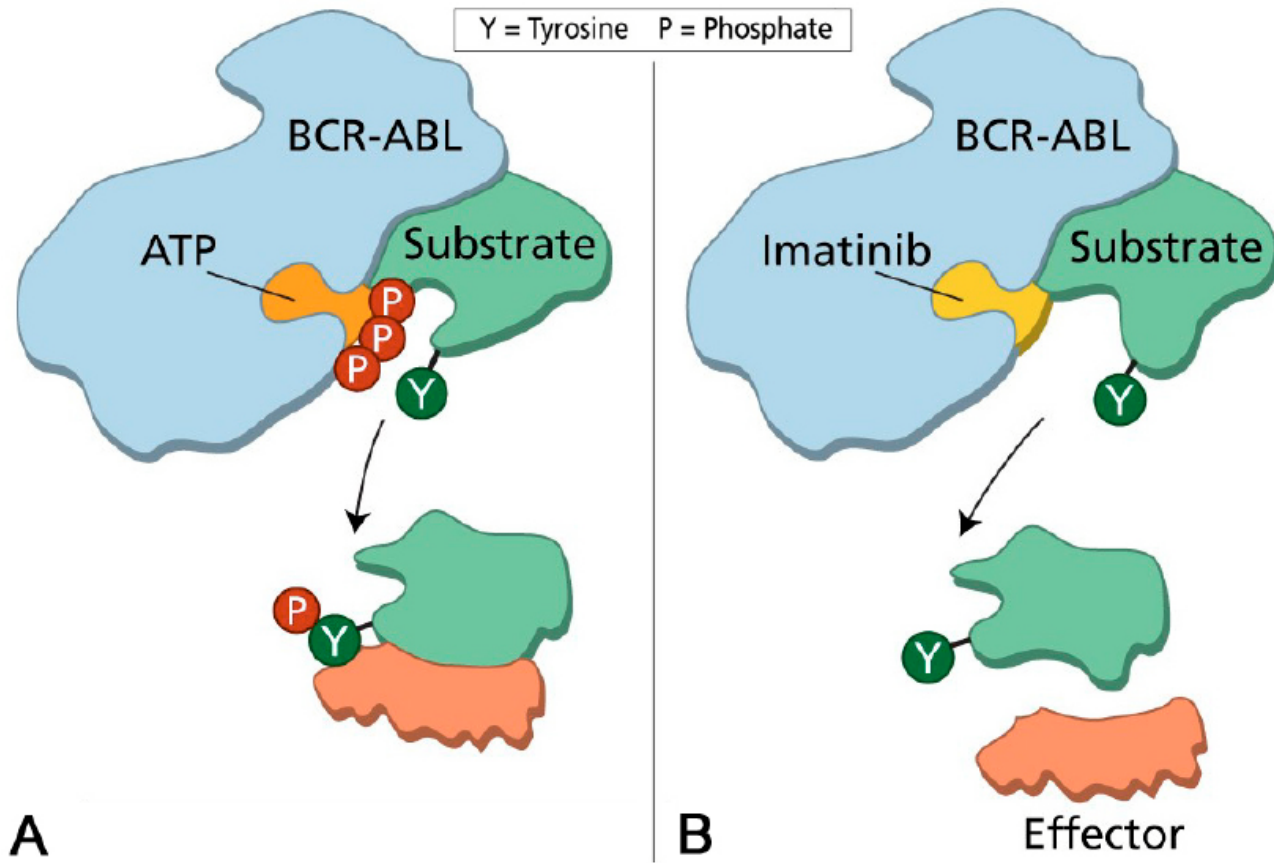 Y = Tyrosine P = Phosphate
BCR-ABL
ATP
Substrate
P
P
P
Y
P
Y
A
BCR-ABL
Imatinib
Substrate
Y
Y
Effector
B